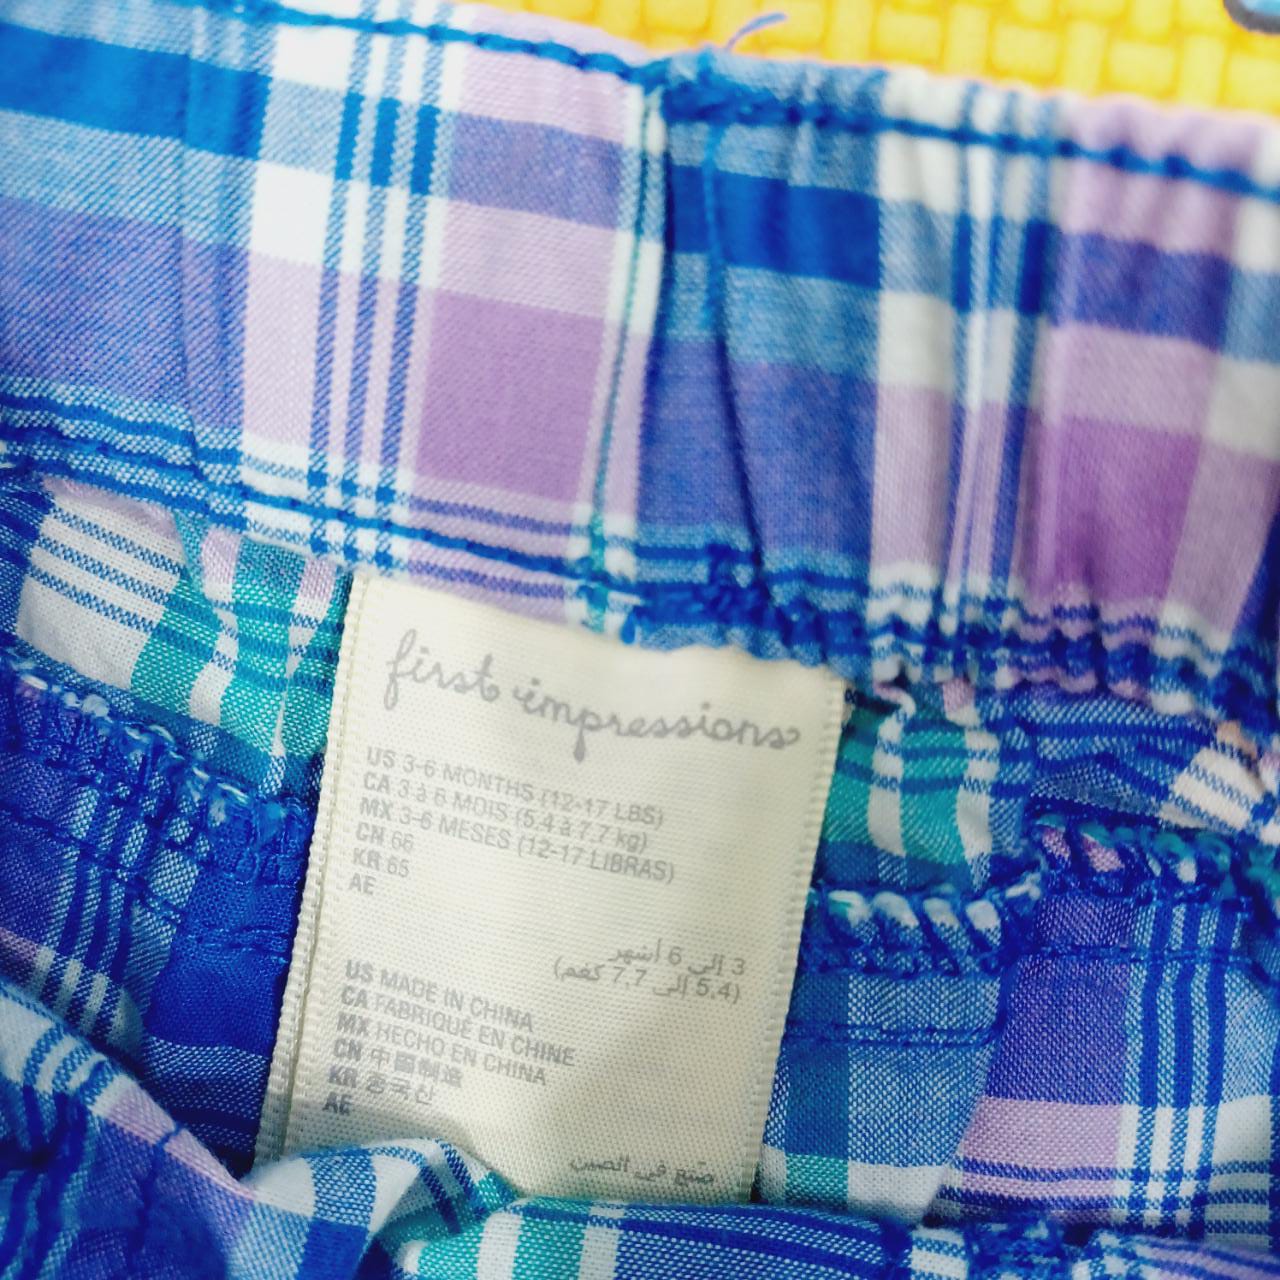 first impressions
US 3-6 MONTHS (12-17 LBS)
CA 3 à 6 MOIS (5,4 à 7,7 kg)
MX 3-6 MESES (12-17 LIBRAS)
CN 66
KR 65
AE
3 إلى 6 أشهر
(5.4 إلى 7.7 كغم)
US MADE IN CHINA
CA FABRIQUÉ EN CHINE
MX HECHO EN CHINA
CN 中國制造
KR 중국산
AE
صنع في الصين